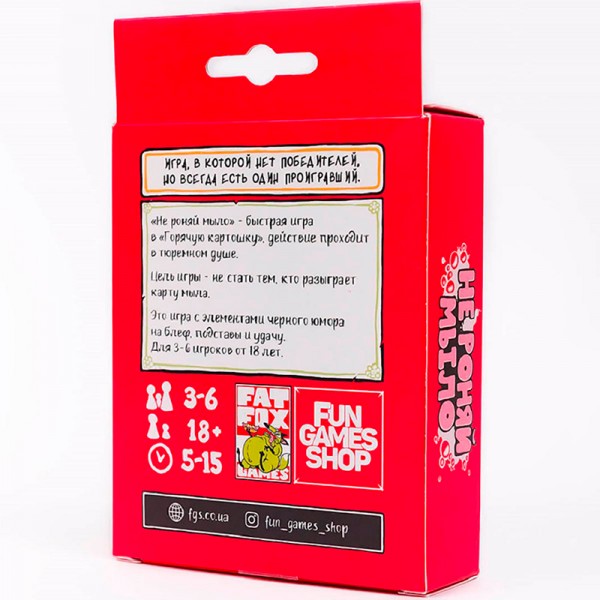 ИГРА, В КОТОРОЙ НЕТ ПОБЕДИТЕЛЕЙ,
НО ВСЕГДА ЕСТЬ ОДИН ПРОИГРАВШИЙ.
«Не роняй мыло» - быстрая игра
в «Горячую картошку», действие проходит
в тюремном душе.
Цель игры - не стать тем, кто разыграет
карту мыла.
Это игра с элементами черного юмора
на блеф, подставы и удачу.
Для 3-6 игроков от 18 лет.
3-6
18+
5-15
FAT
FOX
GAMES
FUN
GAMES
SHOP
fgs.co.ua
fun_games_shop
НЕ РОНЯЙ
МЫЛО